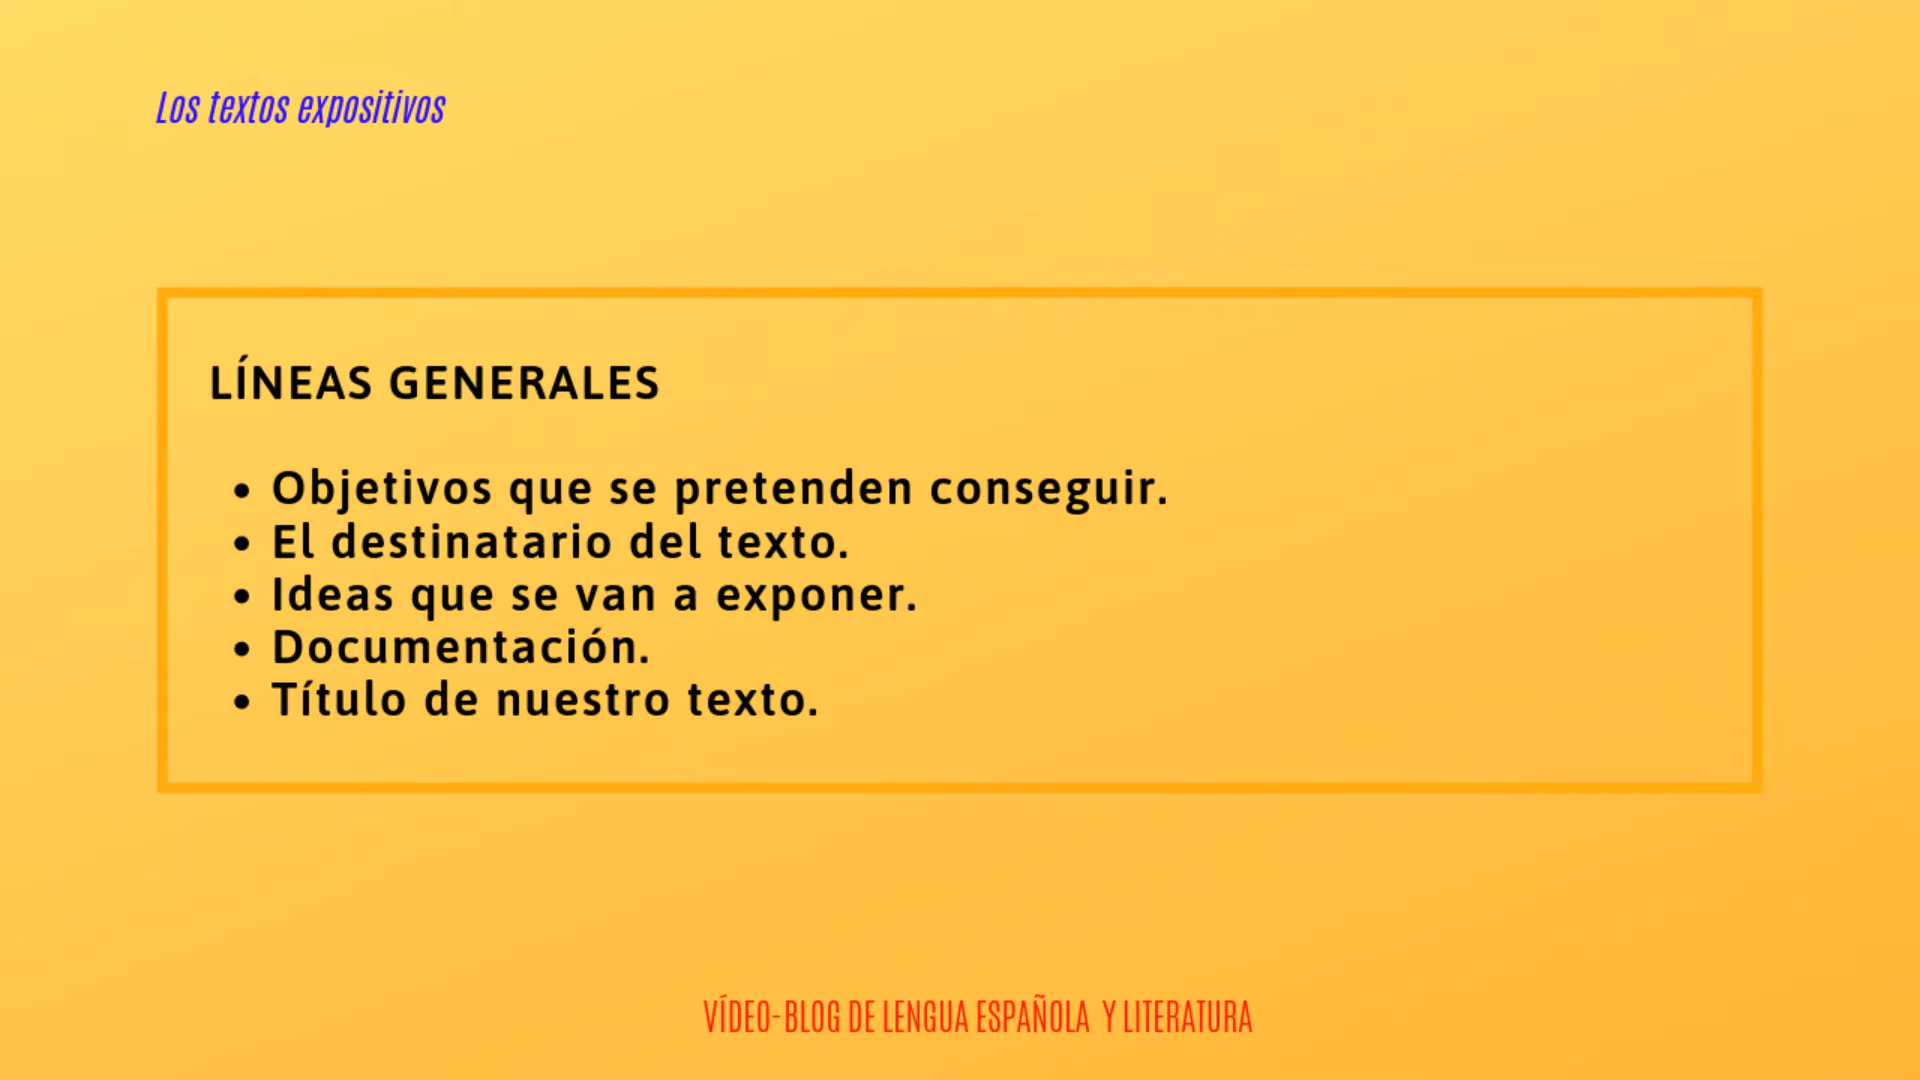 Los textos expositivos
LÍNEAS GENERALES
• Objetivos que se pretenden conseguir.
• El destinatario del texto.
• Ideas que se van a exponer.
• Documentación.
• Título de nuestro texto.
VÍDEO-BLOG DE LENGUA ESPAÑOLA Y LITERATURA